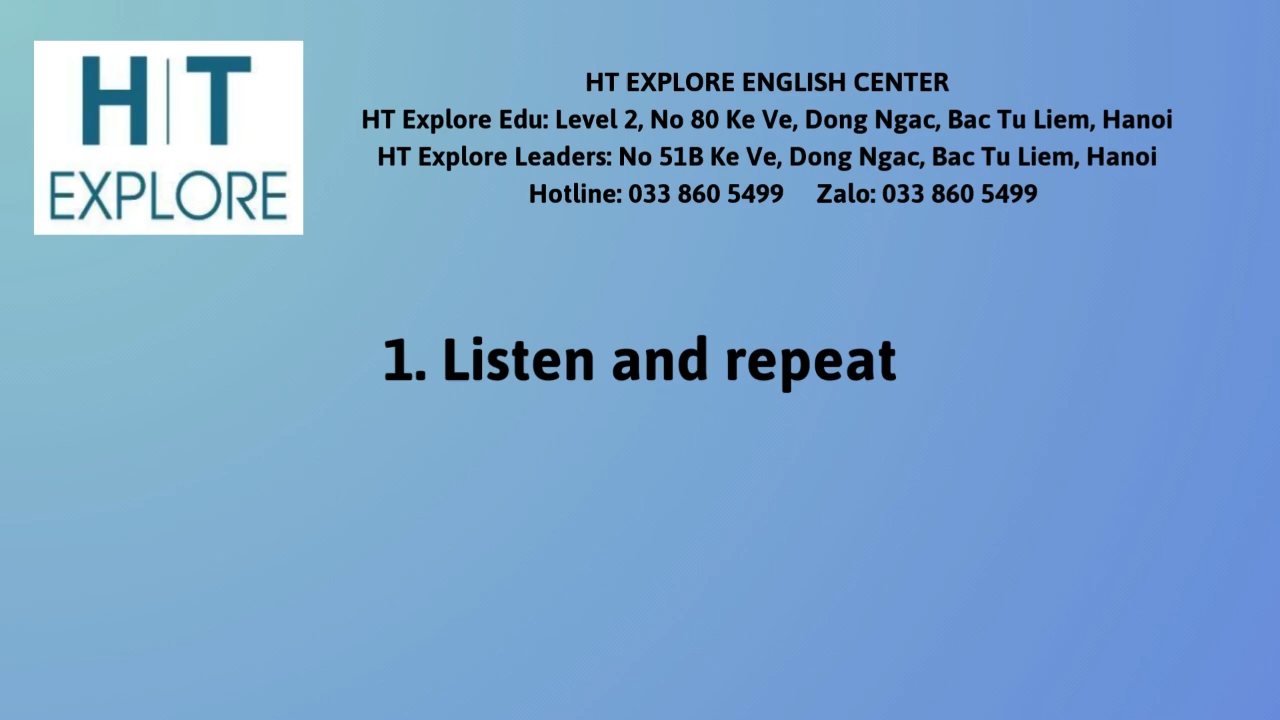 H|T
EXPLORE
HT EXPLORE ENGLISH CENTER
HT Explore Edu: Level 2, No 80 Ke Ve, Dong Ngac, Bac Tu Liem, Hanoi
HT Explore Leaders: No 51B Ke Ve, Dong Ngac, Bac Tu Liem, Hanoi
Hotline: 033 860 5499 Zalo: 033 860 5499
1. Listen and repeat